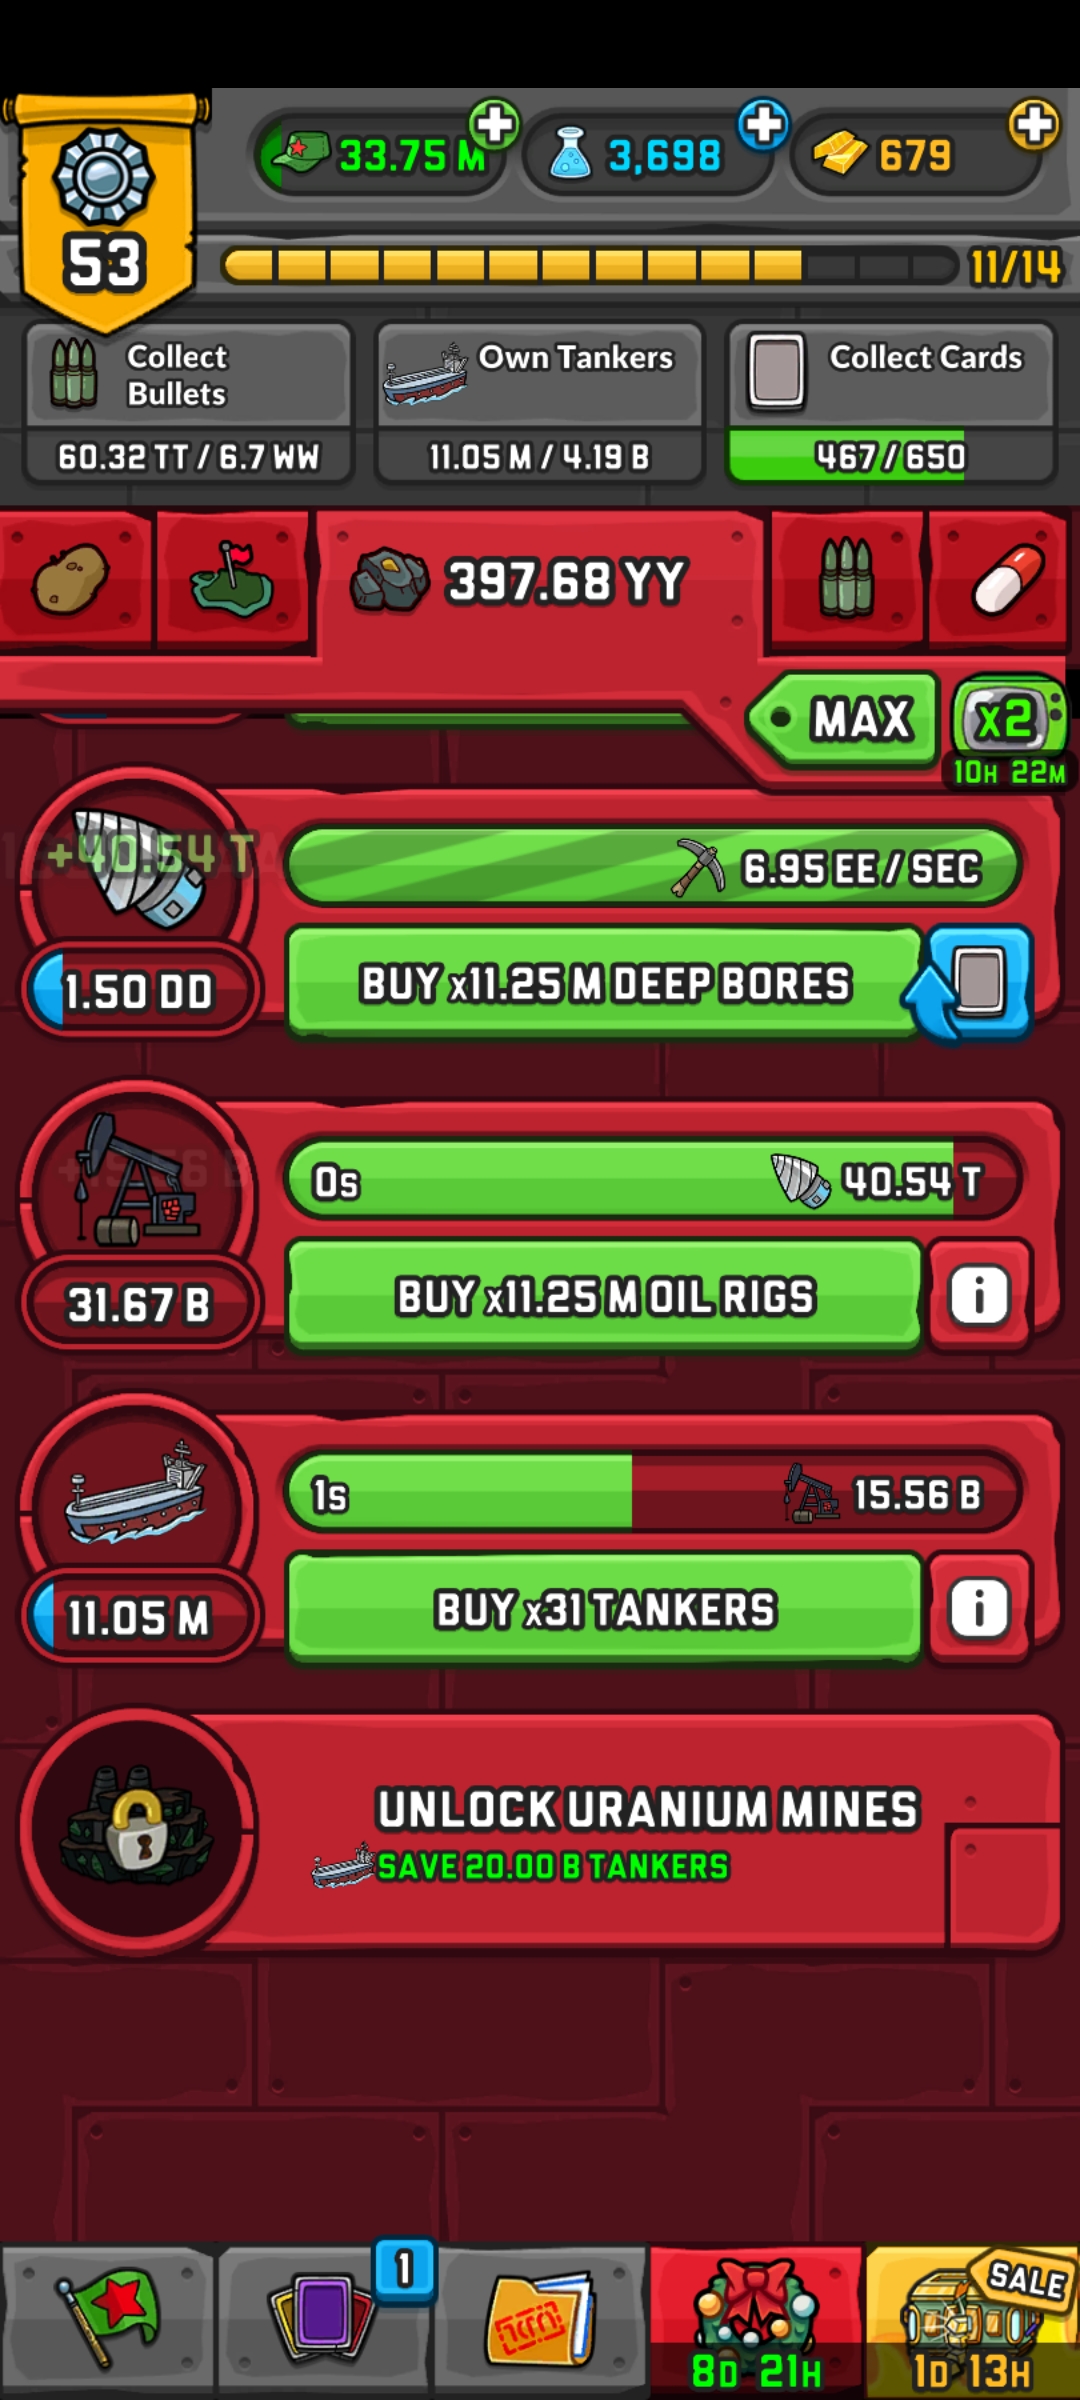 33.75 M
3,698
679
53
11/14
Collect
Bullets
Own Tankers
Collect Cards
60.32 TT / 6.7 WW
11.05 M / 4.19 B
467 / 650
397.68 YY
MAX
x2
10H 22M
+40.54 T
6.95 EE / SEC
1.50 DD
BUY x11.25 M DEEP BORES
+15.56 B
0s
40.54 T
31.67 B
BUY x11.25 M OIL RIGS
i
1s
15.56 B
11.05 M
BUY x31 TANKERS
i
UNLOCK URANIUM MINES
SAVE 20.00 B TANKERS
1
SALE
8D 21H
1D 13H